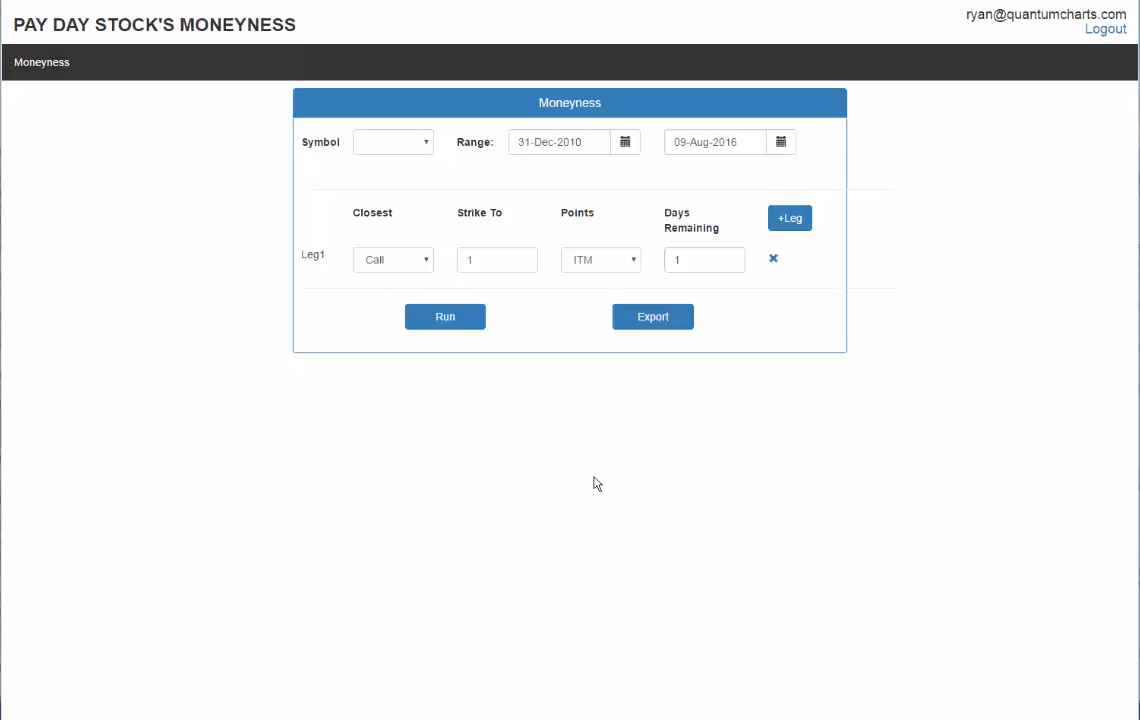 PAY DAY STOCK'S MONEYNESS
ryan@quantumcharts.com
Logout
Moneyness
Moneyness
Symbol Range: 31-Dec-2010 09-Aug-2016
Closest Strike To Points Days Remaining +Leg
Leg1 Call 1 ITM 1
Run Export